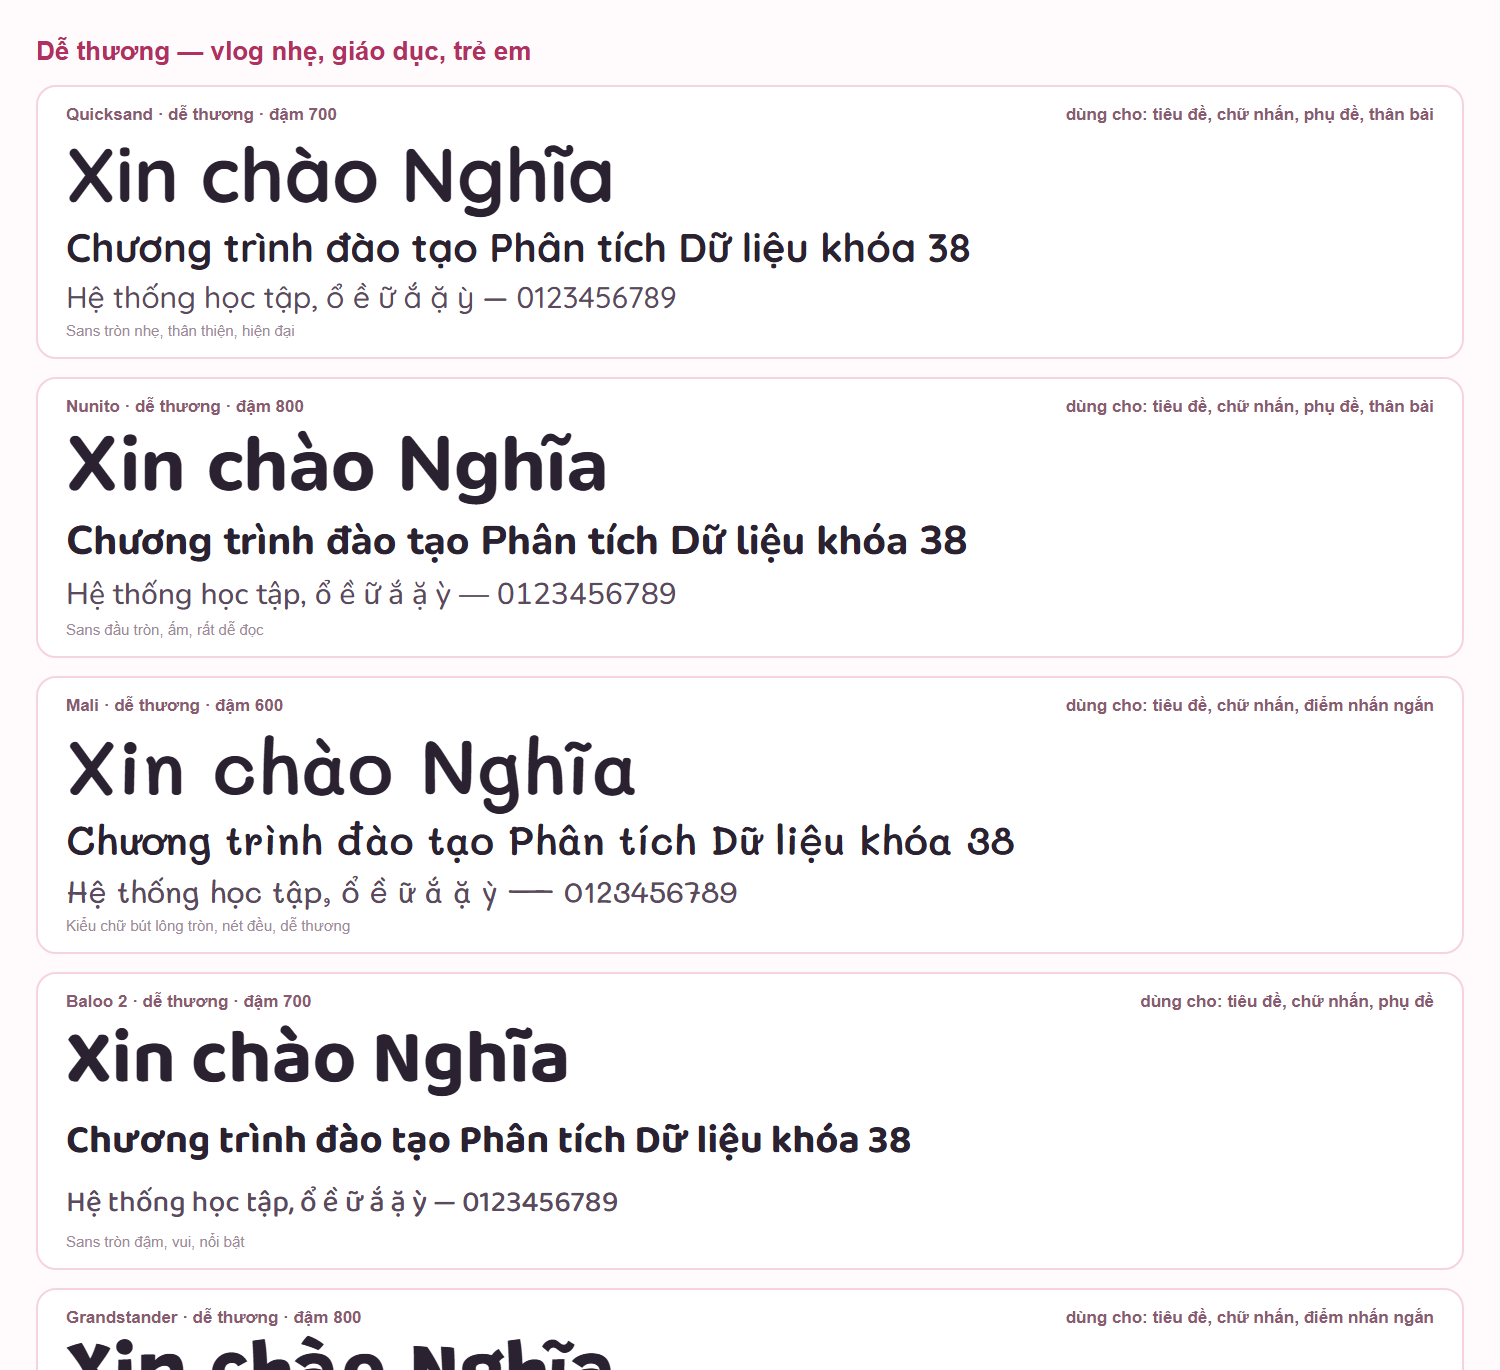 Dễ thương — vlog nhẹ, giáo dục, trẻ em
Quicksand · dễ thương · đậm 700
dùng cho: tiêu đề, chữ nhấn, phụ đề, thân bài
Xin chào Nghĩa
Chương trình đào tạo Phân tích Dữ liệu khóa 38
Hệ thống học tập, ổ ề ữ ắ ặ ỳ — 0123456789
Sans tròn nhẹ, thân thiện, hiện đại
Nunito · dễ thương · đậm 800
dùng cho: tiêu đề, chữ nhấn, phụ đề, thân bài
Xin chào Nghĩa
Chương trình đào tạo Phân tích Dữ liệu khóa 38
Hệ thống học tập, ổ ề ữ ắ ặ ỳ — 0123456789
Sans đầu tròn, ấm, rất dễ đọc
Mali · dễ thương · đậm 600
dùng cho: tiêu đề, chữ nhấn, điểm nhấn ngắn
Xin chào Nghĩa
Chương trình đào tạo Phân tích Dữ liệu khóa 38
Hệ thống học tập, ổ ề ữ ắ ặ ỳ — 0123456789
Kiểu chữ bút lông tròn, nét đều, dễ thương
Baloo 2 · dễ thương · đậm 700
dùng cho: tiêu đề, chữ nhấn, phụ đề
Xin chào Nghĩa
Chương trình đào tạo Phân tích Dữ liệu khóa 38
Hệ thống học tập, ổ ề ữ ắ ặ ỳ — 0123456789
Sans tròn đậm, vui, nổi bật
Grandstander · dễ thương · đậm 800
dùng cho: tiêu đề, chữ nhấn, điểm nhấn ngắn
Xin chào Nghĩa